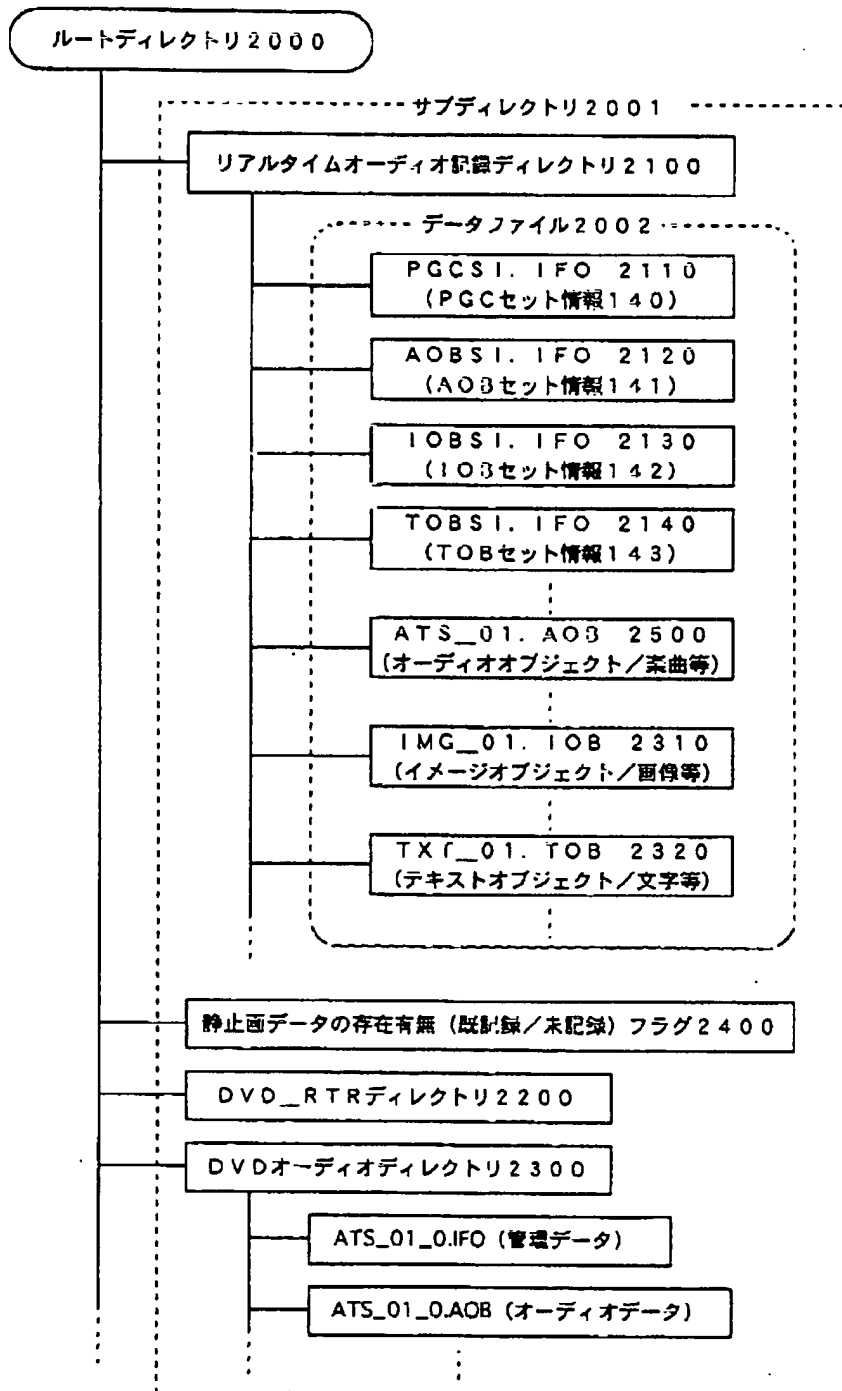 ルートディレクトリ2000
サブディレクトリ2001
リアルタイムオーディオ記録ディレクトリ2100
データファイル2002
PGCSI. IFO 2110
(PGCセット情報140)
AOBSI. IFO 2120
(AOBセット情報141)
IOBSI. IFO 2130
(IOBセット情報142)
TOBSI. IFO 2140
(TOBセット情報143)
ATS_01. AOB 2500
(オーディオオブジェクト/楽曲等)
IMG_01. IOB 2310
(イメージオブジェクト/画像等)
TXT_01. TOB 2320
(テキストオブジェクト/文字等)
静止画データの存在有無(既記録/未記録)フラグ2400
DVD_RTRディレクトリ2200
DVDオーディオディレクトリ2300
ATS_01_0.IFO(管理データ)
ATS_01_0.AOB(オーディオデータ)